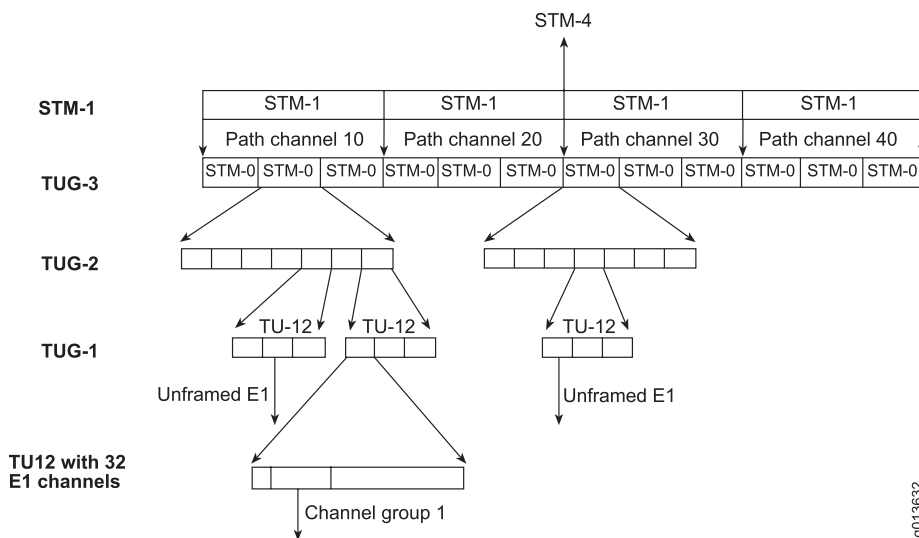 STM-4
STM-1 STM-1 STM-1 STM-1 STM-1
Path channel 10 Path channel 20 Path channel 30 Path channel 40
TUG-3 STM-0 STM-0 STM-0 STM-0 STM-0 STM-0 STM-0 STM-0 STM-0 STM-0 STM-0 STM-0
TUG-2
TU-12 TU-12 TU-12
TUG-1
Unframed E1 Unframed E1
TU12 with 32
E1 channels
Channel group 1
g013632